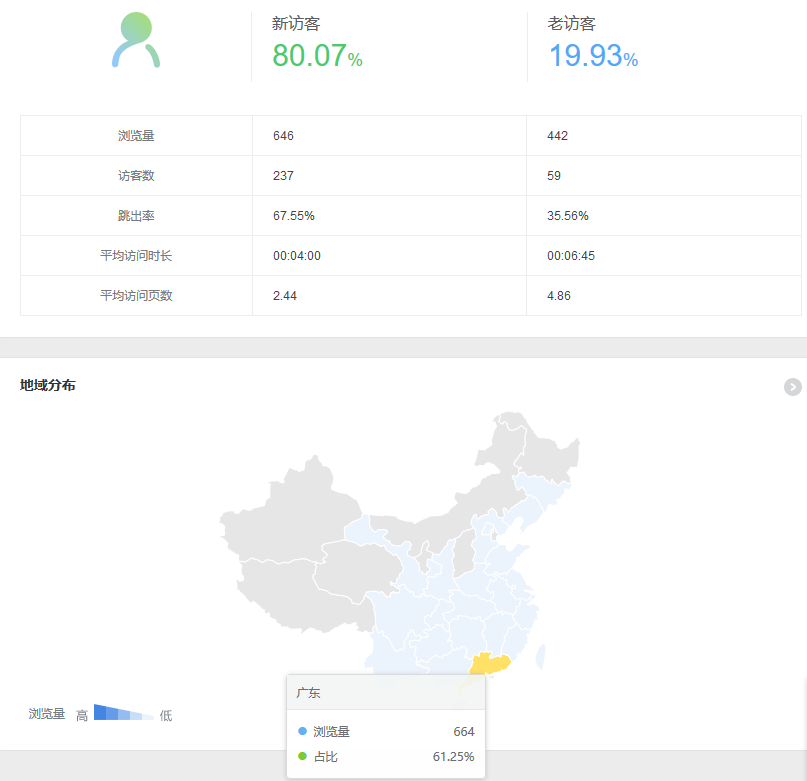 新访客 老访客
80.07% 19.93%
浏览量 646 442
访客数 237 59
跳出率 67.55% 35.56%
平均访问时长 00:04:00 00:06:45
平均访问页数 2.44 4.86
地域分布
广东
浏览量 高 低
浏览量 664
占比 61.25%